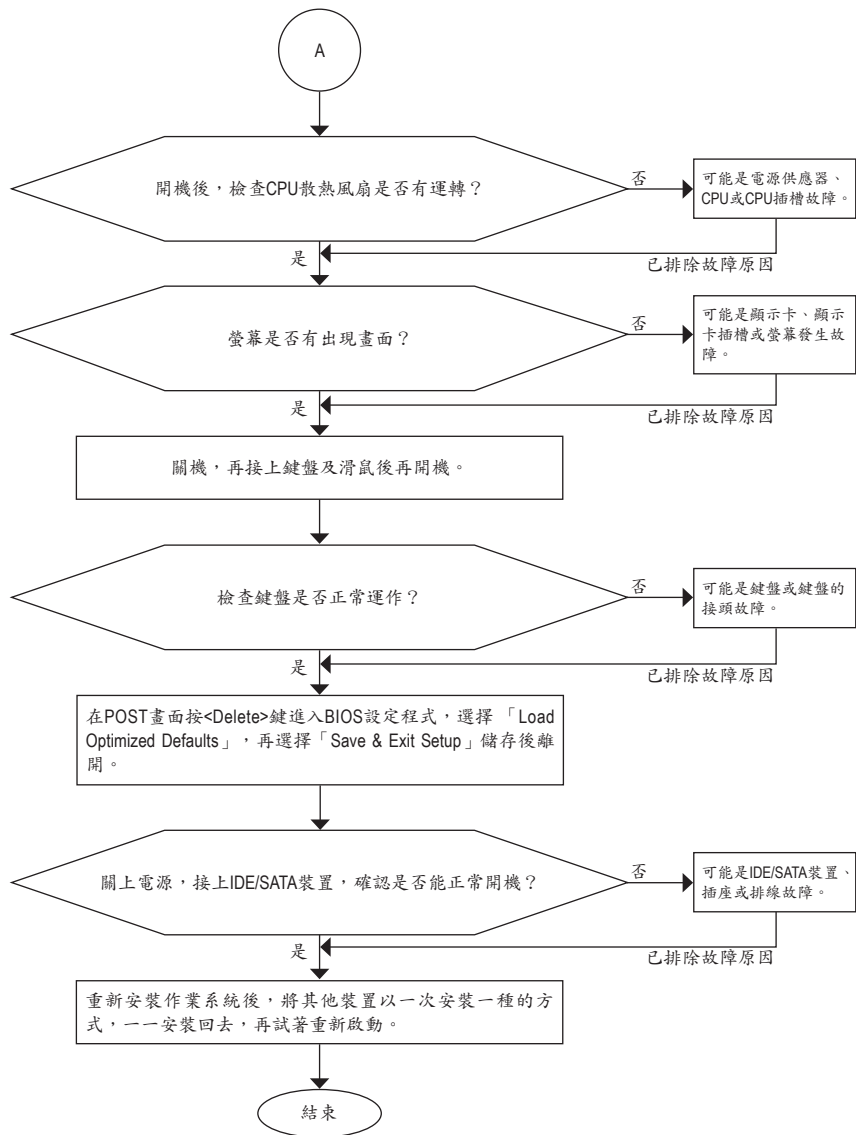 A
開機後，檢查CPU散熱風扇是否有運轉？
否
可能是電源供應器、
CPU或CPU插槽故障。
是
已排除故障原因
螢幕是否有出現畫面？
否
可能是顯示卡、顯示
卡插槽或螢幕發生故
障。
是
已排除故障原因
關機，再接上鍵盤及滑鼠後再開機。
檢查鍵盤是否正常運作？
否
可能是鍵盤或鍵盤的
接頭故障。
是
已排除故障原因
在POST畫面按<Delete>鍵進入BIOS設定程式，選擇「Load
Optimized Defaults」，再選擇「Save & Exit Setup」儲存後離
開。
關上電源，接上IDE/SATA裝置，確認是否能正常開機？
否
可能是IDE/SATA裝置、
插座或排線故障。
是
已排除故障原因
重新安裝作業系統後，將其他裝置以一次安裝一種的方
式，一一安裝回去，再試著重新啟動。
結束